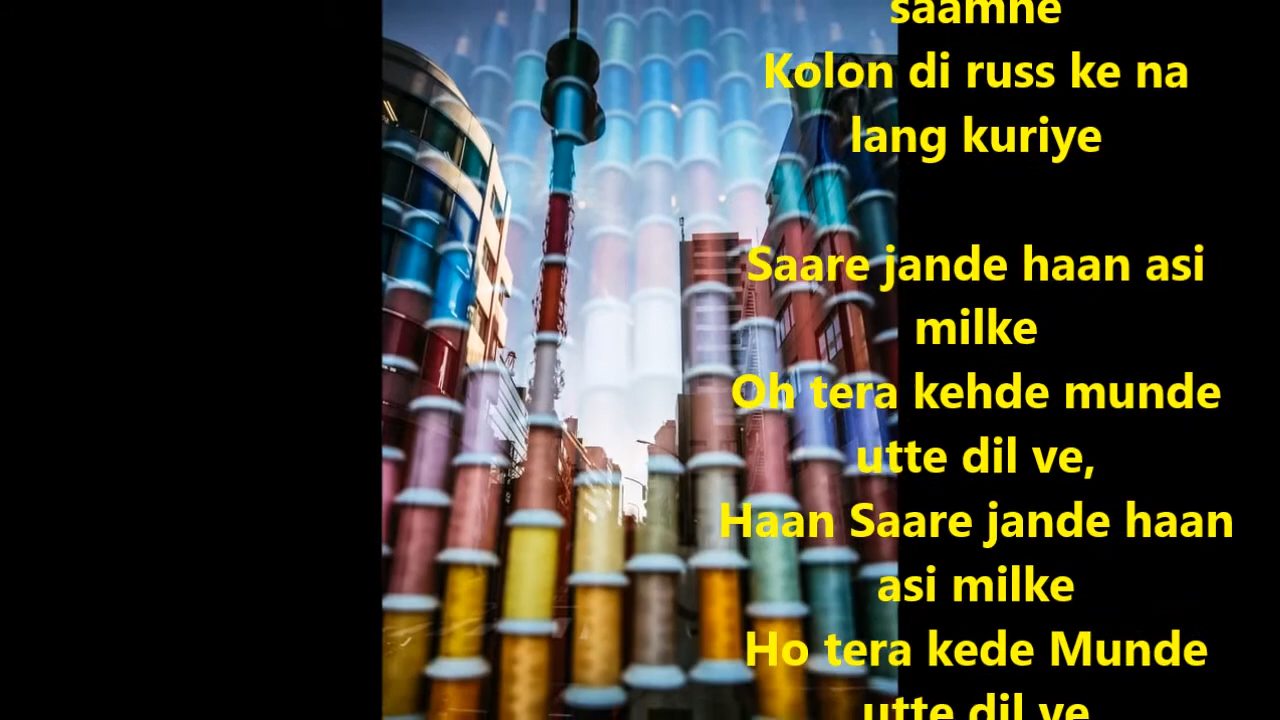 saamne
Kolon di russ ke na
lang kuriye
Saare jande haan asi
milke
Oh tera kehde munde
utte dil ve,
Haan Saare jande haan
asi milke
Ho tera kede Munde
utte dil ve